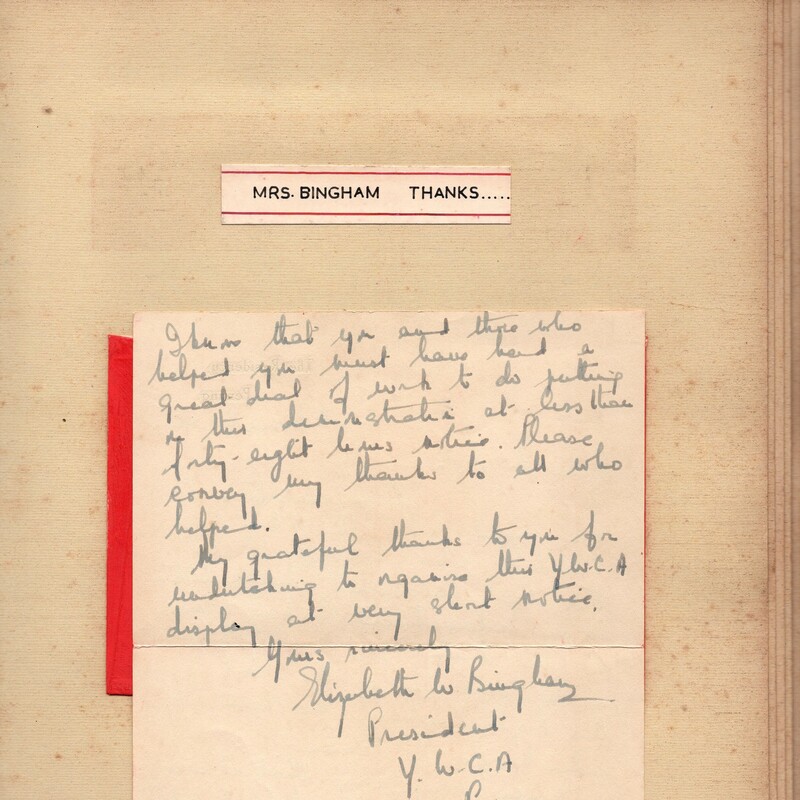 MRS. BINGHAM THANKS.....
I know that you and those who
helped you must have had a
great deal of work to do putting
on this demonstration at less than
forty-eight hours notice. Please
convey my thanks to all who
helped.
My grateful thanks to you for
undertaking to organise this Y.W.C.A
display at very short notice.
Yours sincerely
Elizabeth W Bingham
President
Y.W.C.A